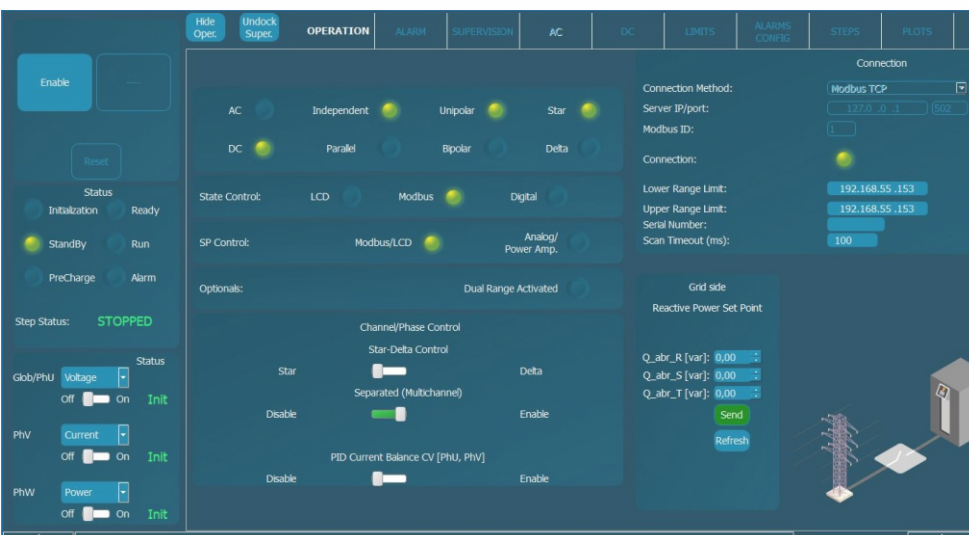 Hide Oper.
Undock Super.
OPERATION
ALARM
SUPERVISION
AC
DC
LIMITS
ALARMS CONFIG
STEPS
PLOTS
Enable
Reset
Status
Initialization
Ready
StandBy
Run
PreCharge
Alarm
Step Status: STOPPED
Status
Glob/PhU
Voltage
Off
On
Init
PhV
Current
Off
On
Init
PhW
Power
Off
On
Init
AC
Independent
Unipolar
Star
DC
Parallel
Bipolar
Delta
State Control:
LCD
Modbus
Digital
SP Control:
Modbus/LCD
Analog/
Power Amp.
Optionals:
Dual Range Activated
Channel/Phase Control
Star-Delta Control
Star
Delta
Separated (Multichannel)
Disable
Enable
PID Current Balance CV [PhU, PhV]
Disable
Enable
Connection
Connection Method: Modbus TCP
Server IP/port: 127.0 .0 .1 502
Modbus ID: 1
Connection:
Lower Range Limit: 192.168.55 .153
Upper Range Limit: 192.168.55 .153
Serial Number:
Scan Timeout (ms): 100
Grid side
Reactive Power Set Point
Q_abr_R [var]: 0,00
Q_abr_S [var]: 0,00
Q_abr_T [var]: 0,00
Send
Refresh